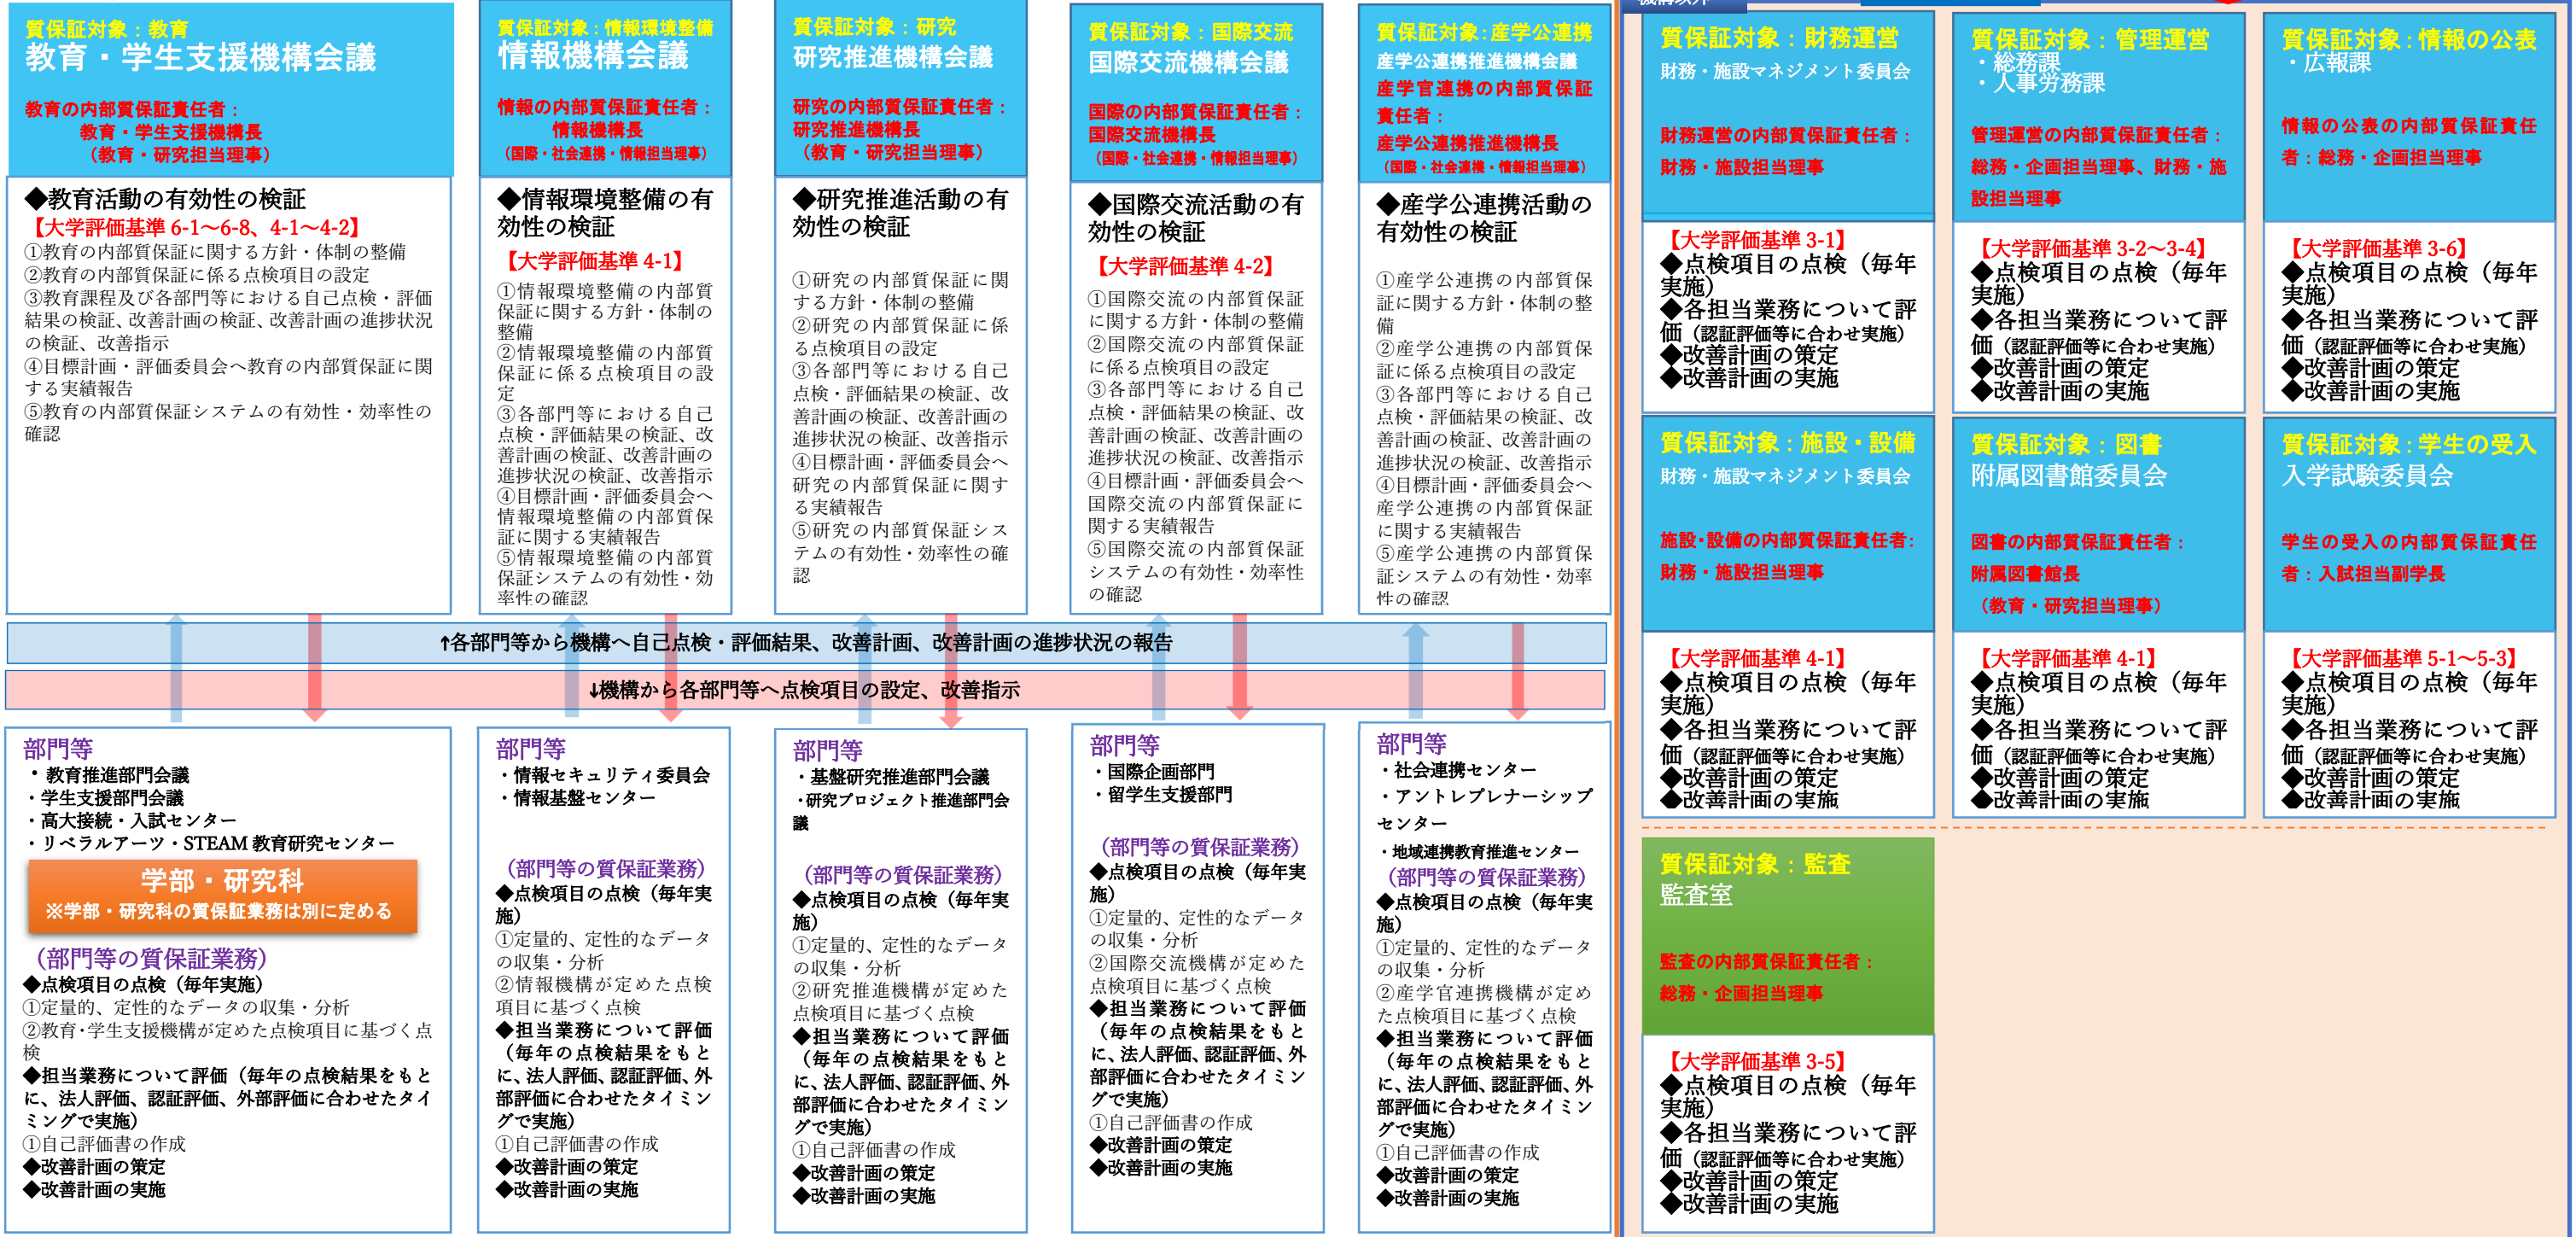 質保証対象：教育
教育・学生支援機構会議
教育の内部質保証責任者：
教育・学生支援機構長
（教育・研究担当理事）
◆教育活動の有効性の検証
【大学評価基準 6-1～6-8、4-1～4-2】
①教育の内部質保証に関する方針・体制の整備
②教育の内部質保証に係る点検項目の設定
③教育課程及び各部門等における自己点検・評価
結果の検証、改善計画の検証、改善計画の進捗状況
の検証、改善指示
④目標計画・評価委員会へ教育の内部質保証に関
する実績報告
⑤教育の内部質保証システムの有効性・効率性の
確認
質保証対象：情報環境整備
情報機構会議
情報の内部質保証責任者：
情報機構長
（国際・社会連携・情報担当理事）
◆情報環境整備の有
効性の検証
【大学評価基準 4-1】
①情報環境整備の内部質
保証に関する方針・体制の
整備
②情報環境整備の内部質
保証に係る点検項目の設
定
③各部門等における自己
点検・評価結果の検証、改
善計画の検証、改善計画の
進捗状況の検証、改善指示
④目標計画・評価委員会へ
情報環境整備の内部質保
証に関する実績報告
⑤情報環境整備の内部質
保証システムの有効性・効
率性の確認
質保証対象：研究
研究推進機構会議
研究の内部質保証責任者：
研究推進機構長
（教育・研究担当理事）
◆研究推進活動の有
効性の検証
①研究の内部質保証に関
する方針・体制の整備
②研究の内部質保証に係
る点検項目の設定
③各部門等における自己
点検・評価結果の検証、改
善計画の検証、改善計画の
進捗状況の検証、改善指示
④目標計画・評価委員会へ
研究の内部質保証に関す
る実績報告
⑤研究の内部質保証シス
テムの有効性・効率性の確
認
質保証対象：国際交流
国際交流機構会議
国際の内部質保証責任者：
国際交流機構長
（国際・社会連携・情報担当理事）
◆国際交流活動の有
効性の検証
【大学評価基準 4-2】
①国際交流の内部質保証
に関する方針・体制の整備
②国際交流の内部質保証
に係る点検項目の設定
③各部門等における自己
点検・評価結果の検証、改
善計画の検証、改善計画の
進捗状況の検証、改善指示
④目標計画・評価委員会へ
国際交流の内部質保証に
関する実績報告
⑤国際交流の内部質保証
システムの有効性・効率性
の確認
質保証対象：産学公連携
産学公連携推進機構会議
産学官連携の内部質保証
責任者：
産学公連携推進機構長
（国際・社会連携・情報担当理事）
◆産学公連携活動の
有効性の検証
①産学公連携の内部質保
証に関する方針・体制の整
備
②産学公連携の内部質保
証に係る点検項目の設定
③各部門等における自己
点検・評価結果の検証、改
善計画の検証、改善計画の
進捗状況の検証、改善指示
④目標計画・評価委員会へ
産学公連携の内部質保証
に関する実績報告
⑤産学公連携の内部質保
証システムの有効性・効率
性の確認
↑各部門等から機構へ自己点検・評価結果、改善計画、改善計画の進捗状況の報告
↓機構から各部門等へ点検項目の設定、改善指示
部門等
・教育推進部門会議
・学生支援部門会議
・高大接続・入試センター
・リベラルアーツ・STEAM 教育研究センター
学部・研究科
※学部・研究科の質保証業務は別に定める
（部門等の質保証業務）
◆点検項目の点検（毎年実施）
①定量的、定性的なデータの収集・分析
②教育・学生支援機構が定めた点検項目に基づく点
検
◆担当業務について評価（毎年の点検結果をもと
に、法人評価、認証評価、外部評価に合わせたタイ
ミングで実施）
①自己評価書の作成
◆改善計画の策定
◆改善計画の実施
部門等
・情報セキュリティ委員会
・情報基盤センター
（部門等の質保証業務）
◆点検項目の点検（毎年実
施）
①定量的、定性的なデータ
の収集・分析
②情報機構が定めた点検
項目に基づく点検
◆担当業務について評価
（毎年の点検結果をもと
に、法人評価、認証評価、外
部評価に合わせたタイミン
グで実施）
①自己評価書の作成
◆改善計画の策定
◆改善計画の実施
部門等
・基盤研究推進部門会議
・研究プロジェクト推進部門会
議
（部門等の質保証業務）
◆点検項目の点検（毎年実
施）
①定量的、定性的なデータ
の収集・分析
②研究推進機構が定めた
点検項目に基づく点検
◆担当業務について評価
（毎年の点検結果をもと
に、法人評価、認証評価、外
部評価に合わせたタイミン
グで実施）
①自己評価書の作成
◆改善計画の策定
◆改善計画の実施
部門等
・国際企画部門
・留学生支援部門
（部門等の質保証業務）
◆点検項目の点検（毎年実
施）
①定量的、定性的なデータ
の収集・分析
②国際交流機構が定めた
点検項目に基づく点検
◆担当業務について評価
（毎年の点検結果をもと
に、法人評価、認証評価、外
部評価に合わせたタイミン
グで実施）
①自己評価書の作成
◆改善計画の策定
◆改善計画の実施
部門等
・社会連携センター
・アントレプレナーシップ
センター
・地域連携教育推進センター
（部門等の質保証業務）
◆点検項目の点検（毎年実
施）
①定量的、定性的なデータ
の収集・分析
②産学官連携機構が定め
た点検項目に基づく点検
◆担当業務について評価
（毎年の点検結果をもと
に、法人評価、認証評価、外
部評価に合わせたタイミン
グで実施）
①自己評価書の作成
◆改善計画の策定
◆改善計画の実施
機構以外
質保証対象：財務運営
財務・施設マネジメント委員会
財務運営の内部質保証責任者：
財務・施設担当理事
【大学評価基準 3-1】
◆点検項目の点検（毎年
実施）
◆各担当業務について評
価（認証評価等に合わせ実施）
◆改善計画の策定
◆改善計画の実施
質保証対象：管理運営
・総務課
・人事労務課
管理運営の内部質保証責任者：
総務・企画担当理事、財務・施
設担当理事
【大学評価基準 3-2～3-4】
◆点検項目の点検（毎年
実施）
◆各担当業務について評
価（認証評価等に合わせ実施）
◆改善計画の策定
◆改善計画の実施
質保証対象：情報の公表
・広報課
情報の公表の内部質保証責任
者：総務・企画担当理事
【大学評価基準 3-6】
◆点検項目の点検（毎年
実施）
◆各担当業務について評
価（認証評価等に合わせ実施）
◆改善計画の策定
◆改善計画の実施
質保証対象：施設・設備
財務・施設マネジメント委員会
施設・設備の内部質保証責任者：
財務・施設担当理事
【大学評価基準 4-1】
◆点検項目の点検（毎年
実施）
◆各担当業務について評
価（認証評価等に合わせ実施）
◆改善計画の策定
◆改善計画の実施
質保証対象：図書
附属図書館委員会
図書の内部質保証責任者：
附属図書館長
（教育・研究担当理事）
【大学評価基準 4-1】
◆点検項目の点検（毎年
実施）
◆各担当業務について評
価（認証評価等に合わせ実施）
◆改善計画の策定
◆改善計画の実施
質保証対象：学生の受入
入学試験委員会
学生の受入の内部質保証責任
者：入試担当副学長
【大学評価基準 5-1～5-3】
◆点検項目の点検（毎年
実施）
◆各担当業務について評
価（認証評価等に合わせ実施）
◆改善計画の策定
◆改善計画の実施
質保証対象：監査
監査室
監査の内部質保証責任者：
総務・企画担当理事
【大学評価基準 3-5】
◆点検項目の点検（毎年
実施）
◆各担当業務について評
価（認証評価等に合わせ実施）
◆改善計画の策定
◆改善計画の実施